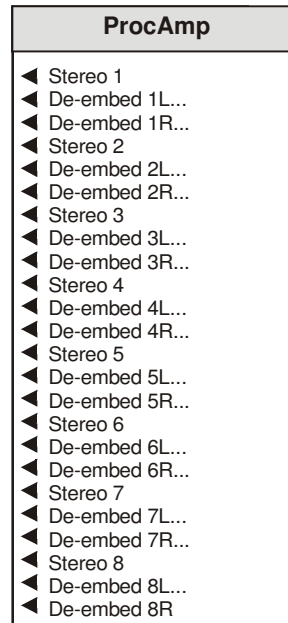 ProcAmp
Stereo 1
De-embed 1L...
De-embed 1R...
Stereo 2
De-embed 2L...
De-embed 2R...
Stereo 3
De-embed 3L...
De-embed 3R...
Stereo 4
De-embed 4L...
De-embed 4R...
Stereo 5
De-embed 5L...
De-embed 5R...
Stereo 6
De-embed 6L...
De-embed 6R...
Stereo 7
De-embed 7L...
De-embed 7R...
Stereo 8
De-embed 8L...
De-embed 8R